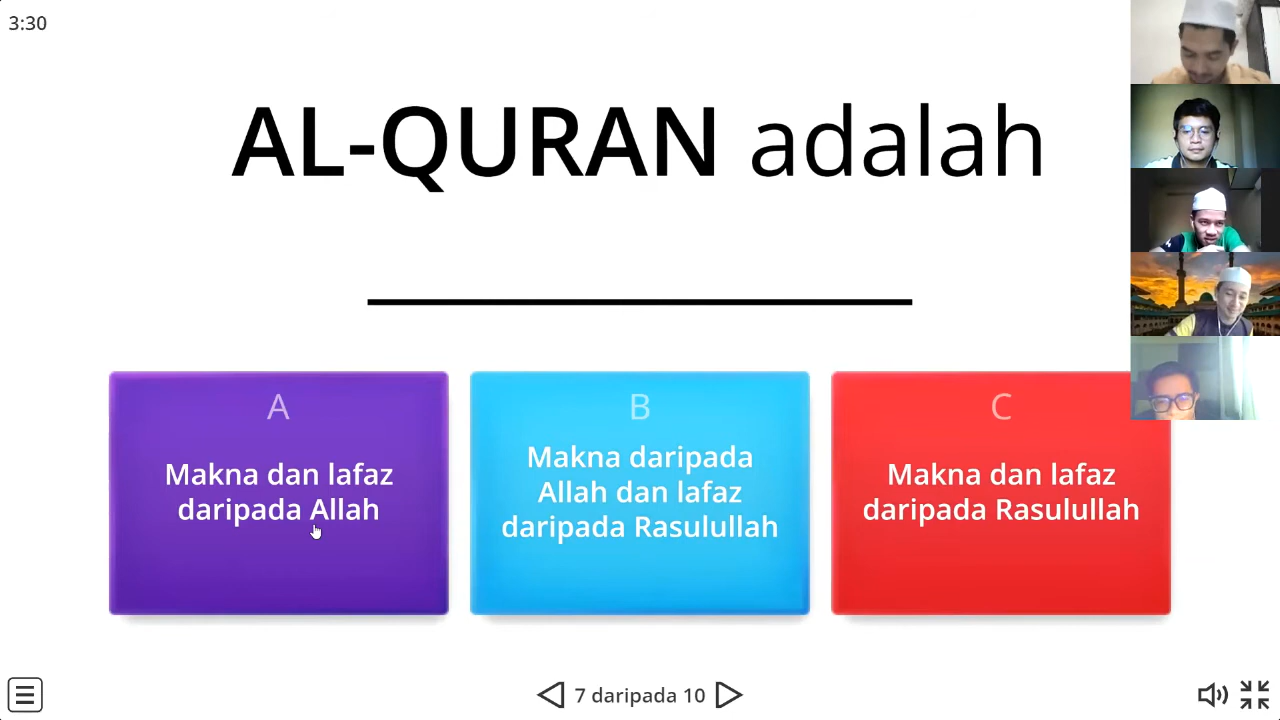 3:30
AL-QURAN adalah
A
Makna dan lafaz
daripada Allah
B
Makna daripada
Allah dan lafaz
daripada Rasulullah
C
Makna dan lafaz
daripada Rasulullah
7 daripada 10